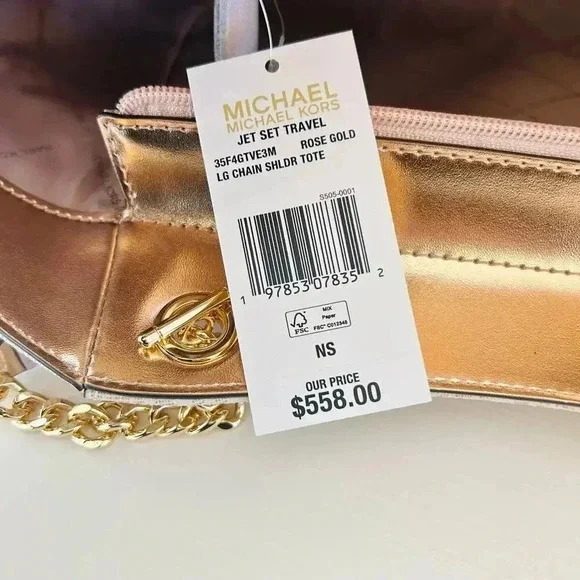 MICHAEL
MICHAEL KORS
JET SET TRAVEL
35F4GTVE3M ROSE GOLD
LG CHAIN SHLDR TOTE
S505-0001
1 97853 07835 2
FSC
MIX
Paper
FSC® C012345
NS
OUR PRICE
$558.00